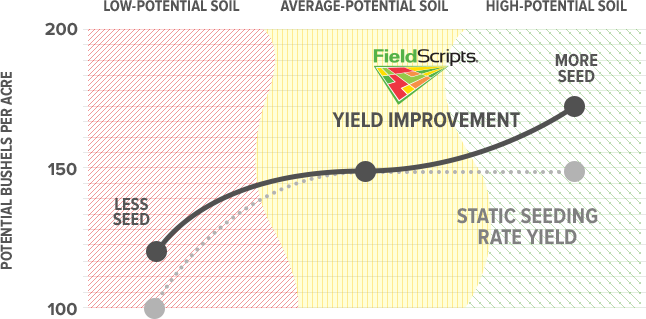 LOW-POTENTIAL SOIL
AVERAGE-POTENTIAL SOIL
HIGH-POTENTIAL SOIL
POTENTIAL BUSHELS PER ACRE
200
150
100
FieldScripts.
MORE
SEED
YIELD IMPROVEMENT
LESS
SEED
STATIC SEEDING
RATE YIELD